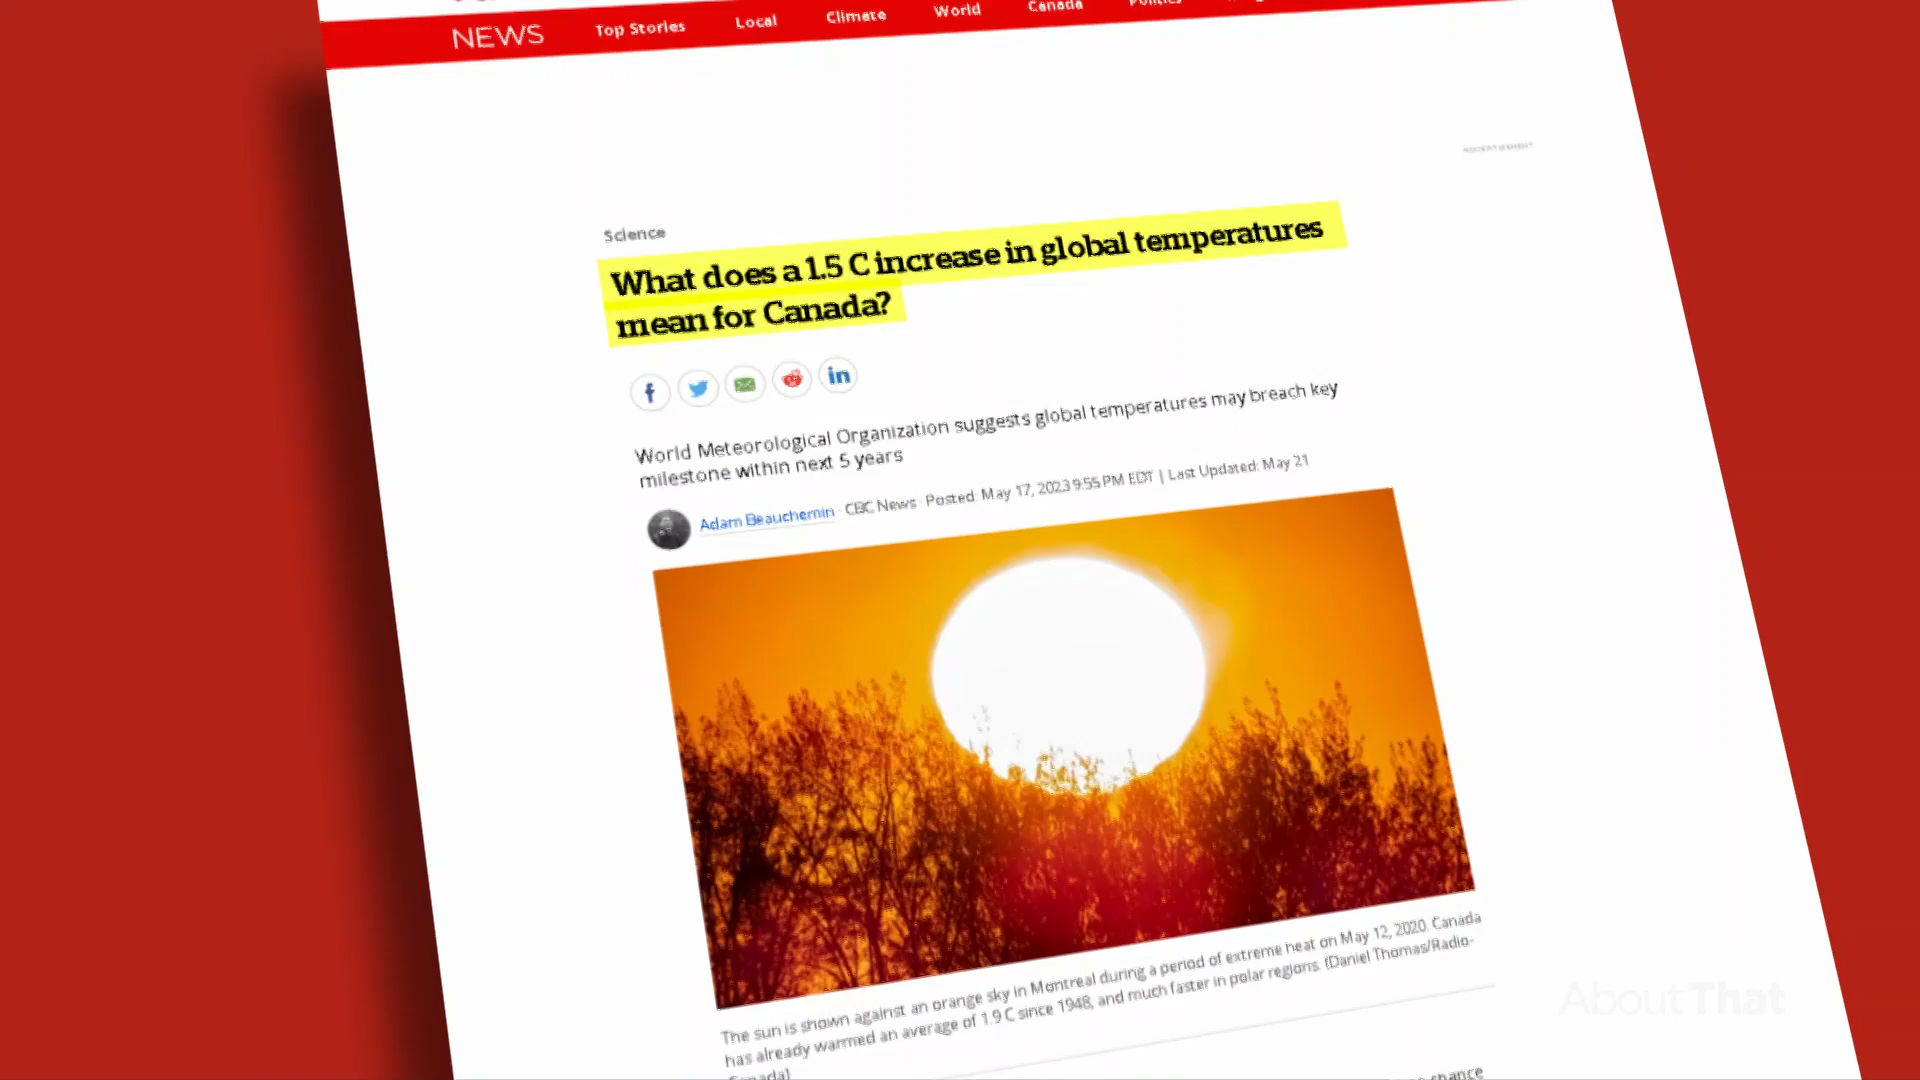 NEWS Top Stories Local Climate World Canada Politics
ADVERTISEMENT
Science
What does a 1.5 C increase in global temperatures
mean for Canada?
World Meteorological Organization suggests global temperatures may breach key
milestone within next 5 years
Adam Beauchemin · CBC News · Posted: May 17, 2023 9:55 PM EDT | Last Updated: May 21
The sun is shown against an orange sky in Montreal during a period of extreme heat on May 12, 2020. Canada
has already warmed an average of 1.9 C since 1948, and much faster in polar regions. (Daniel Thomas/Radio-
Canada)
chance
About That